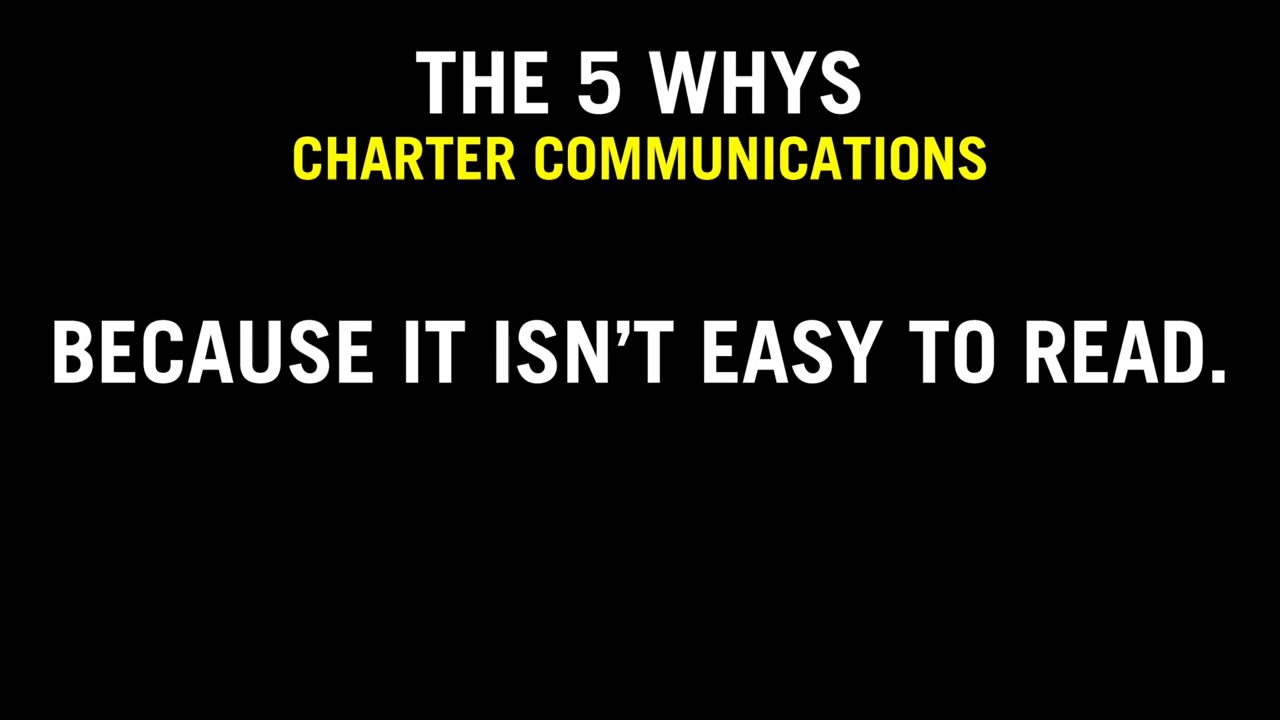 THE 5 WHYS
CHARTER COMMUNICATIONS
BECAUSE IT ISN’T EASY TO READ.